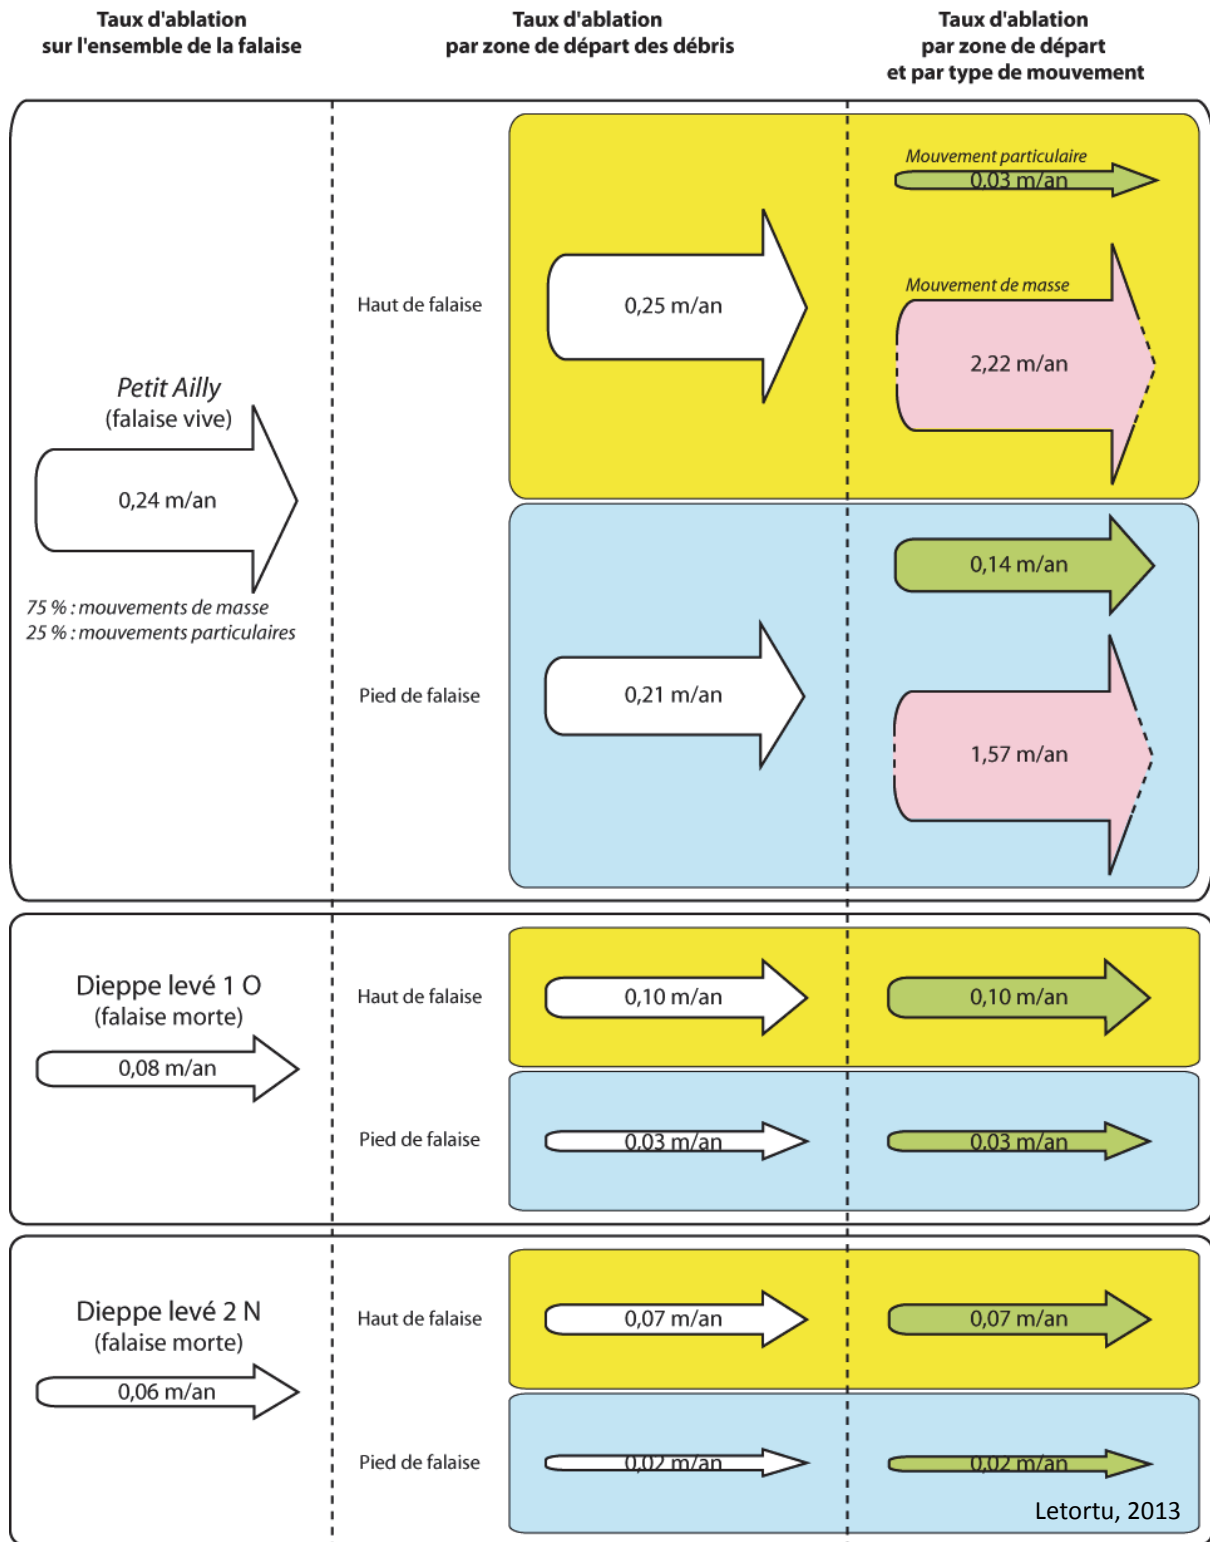 Taux d'ablation
sur l'ensemble de la falaise
Taux d'ablation
par zone de départ des débris
Taux d'ablation
par zone de départ
et par type de mouvement
Petit Ailly
(falaise vive)
0,24 m/an
75 % : mouvements de masse
25 % : mouvements particulaires
Haut de falaise
0,25 m/an
Mouvement particulaire
0,03 m/an
Mouvement de masse
2,22 m/an
Pied de falaise
0,21 m/an
0,14 m/an
1,57 m/an
Dieppe levé 1 O
(falaise morte)
0,08 m/an
Haut de falaise
0,10 m/an
0,10 m/an
Pied de falaise
0,03 m/an
0,03 m/an
Dieppe levé 2 N
(falaise morte)
0,06 m/an
Haut de falaise
0,07 m/an
0,07 m/an
Pied de falaise
0,02 m/an
0,02 m/an
Letortu, 2013